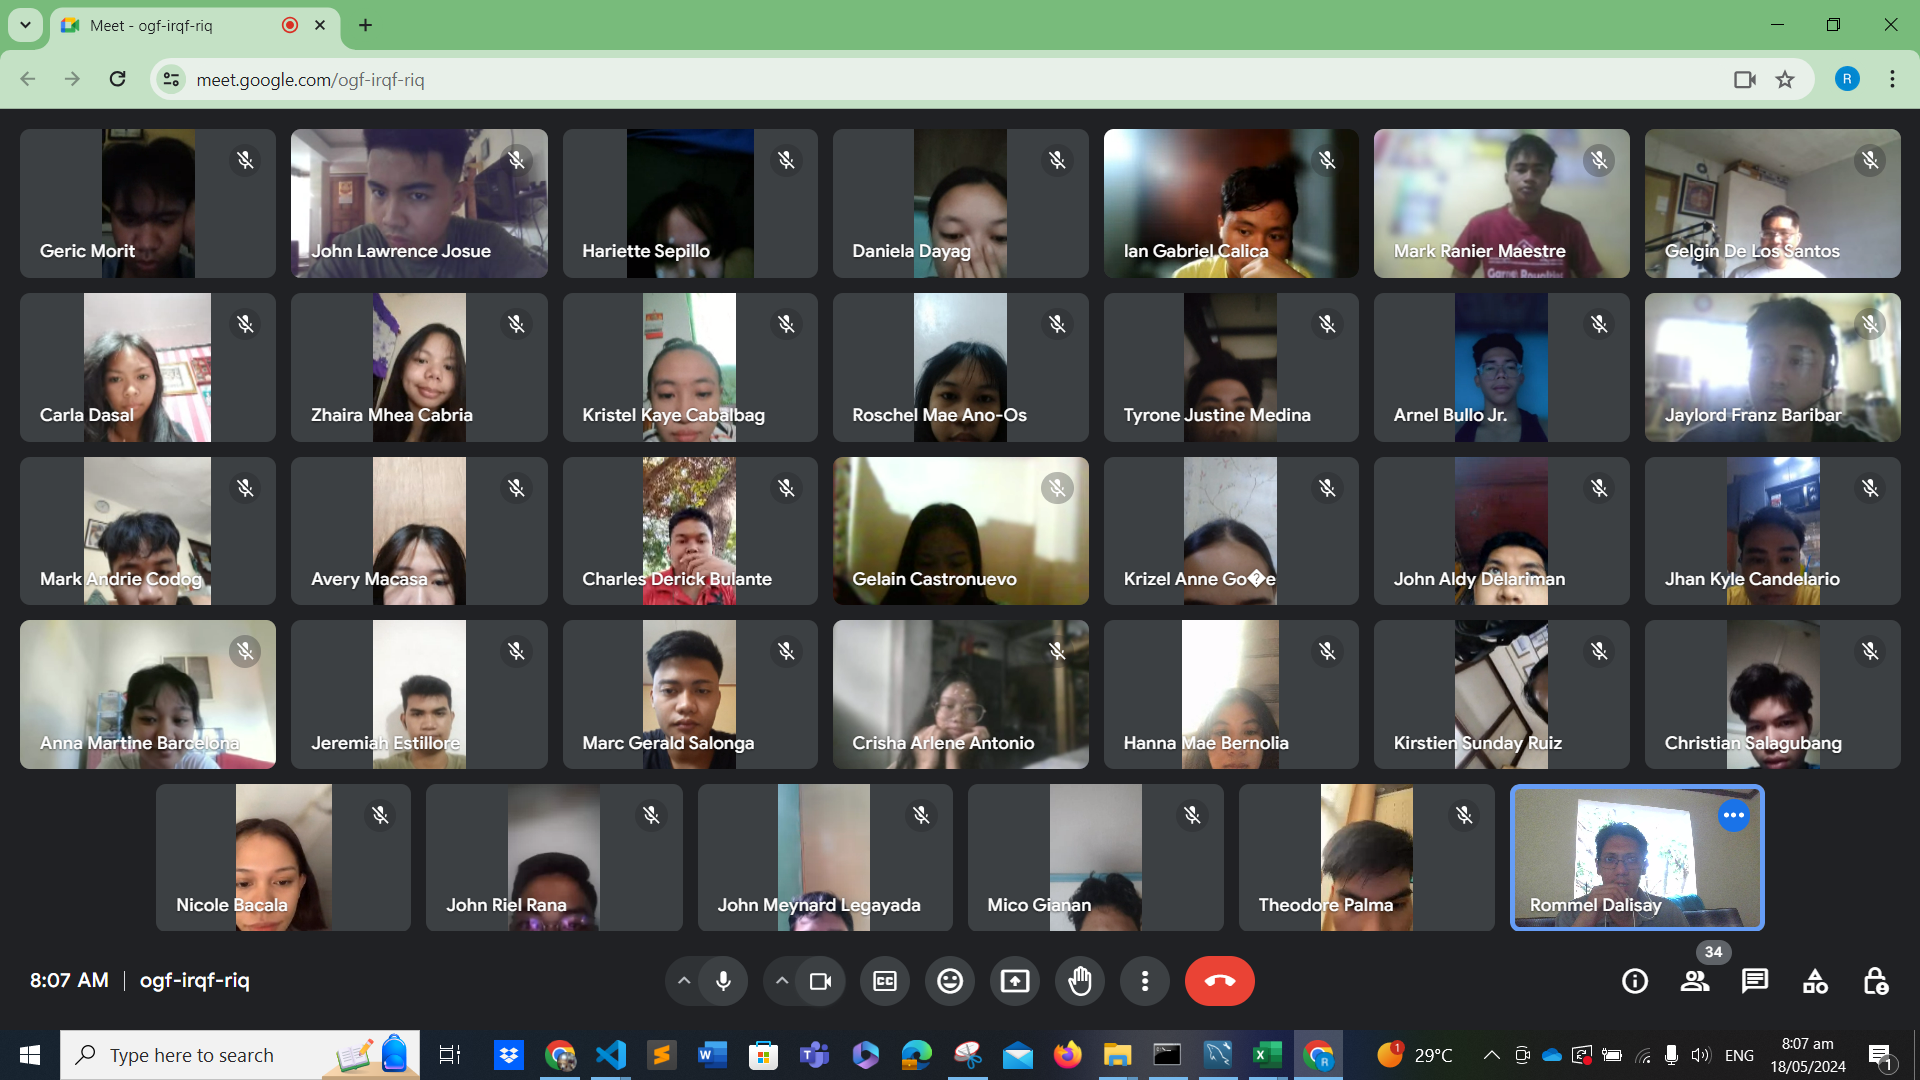 Meet - ogf-irqf-riq
meet.google.com/ogf-irqf-riq
R
Geric Morit
John Lawrence Josue
Hariette Sepillo
Daniela Dayag
Ian Gabriel Calica
Mark Ranier Maestre
Gelgin De Los Santos
Carla Dasal
Zhaira Mhea Cabria
Kristel Kaye Cabalbag
Roschel Mae Ano-Os
Tyrone Justine Medina
Arnel Bullo Jr.
Jaylord Franz Baribar
Mark Andrie Codog
Avery Macasa
Charles Derick Bulante
Gelain Castronuevo
Krizel Anne Go�e
John Aldy Delariman
Jhan Kyle Candelario
Anna Martine Barcelona
Jeremiah Estillore
Marc Gerald Salonga
Crisha Arlene Antonio
Hanna Mae Bernolia
Kirstien Sunday Ruiz
Christian Salagubang
Nicole Bacala
John Riel Rana
John Meynard Legayada
Mico Gianan
Theodore Palma
Rommel Dalisay
8:07 AM | ogf-irqf-riq
CC
34
Type here to search
1
29°C
ENG
8:07 am
18/05/2024
1